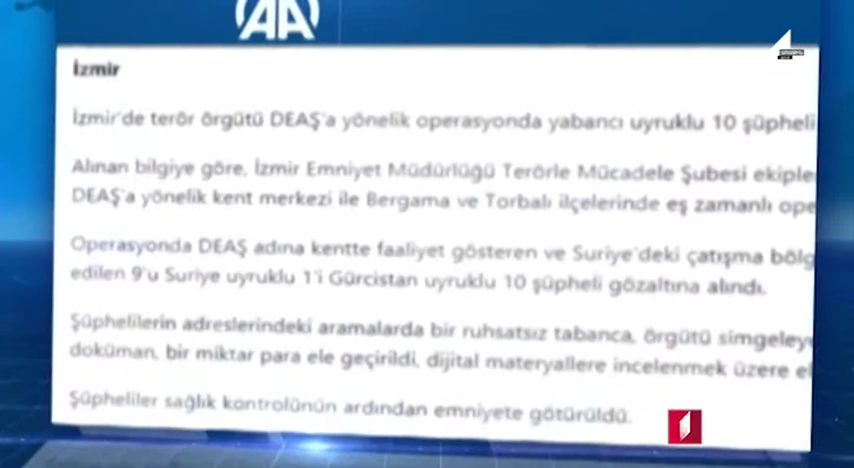 AA
İzmir
İzmir'de terör örgütü DEAŞ'a yönelik operasyonda yabancı uyruklu 10 şüpheli
Alınan bilgiye göre, İzmir Emniyet Müdürlüğü Terörle Mücadele Şubesi ekiple
DEAŞ'a yönelik kent merkezi ile Bergama ve Torbalı ilçelerinde eş zamanlı ope
Operasyonda DEAŞ adına kentte faaliyet gösteren ve Suriye'deki çatışma bölg
edilen 9'u Suriye uyruklu 1'i Gürcistan uyruklu 10 şüpheli gözaltına alındı.
Şüphelilerin adreslerindeki aramalarda bir ruhsatsız tabanca, örgütü simgeley
doküman, bir miktar para ele geçirildi, dijital materyallere incelenmek üzere el
Şüpheliler sağlık kontrolünün ardından emniyete götürüldü.